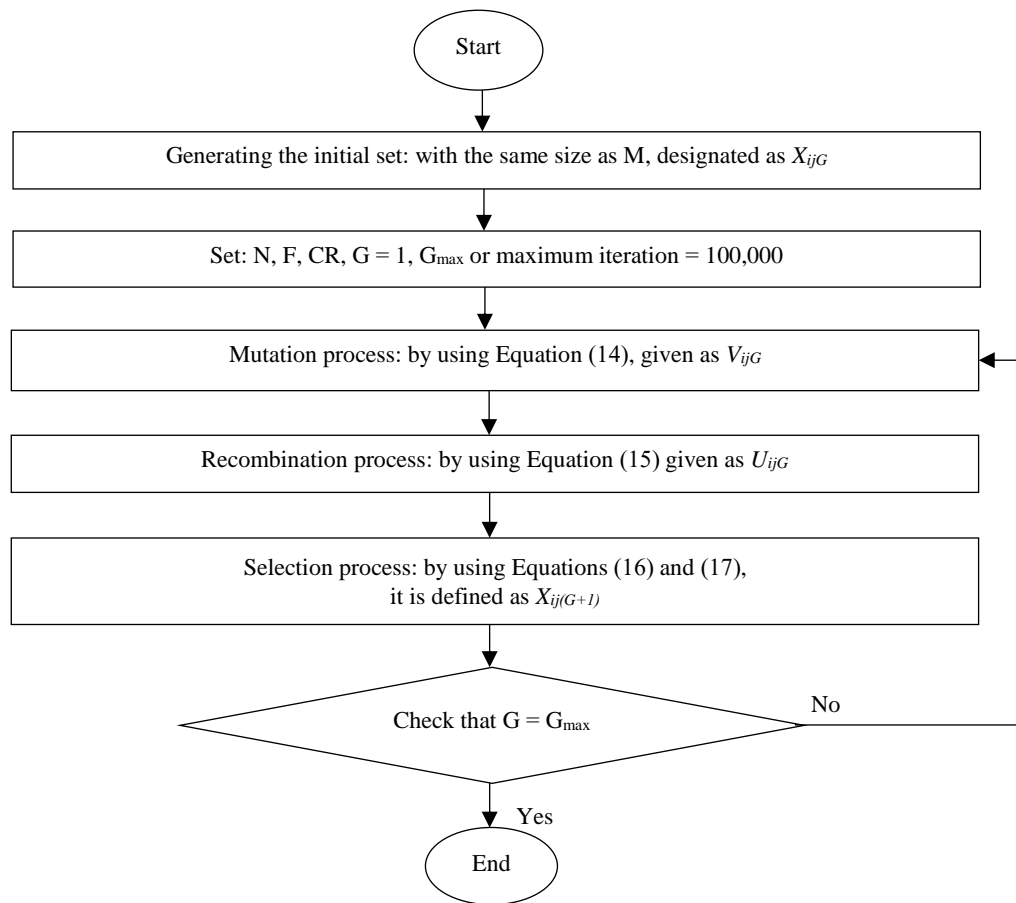 Start
Generating the initial set: with the same size as M, designated as XijG
Set: N, F, CR, G = 1, Gmax or maximum iteration = 100,000
Mutation process: by using Equation (14), given as VijG
Recombination process: by using Equation (15) given as UijG
Selection process: by using Equations (16) and (17),
it is defined as Xij(G+1)
Check that G = Gmax
No
Yes
End